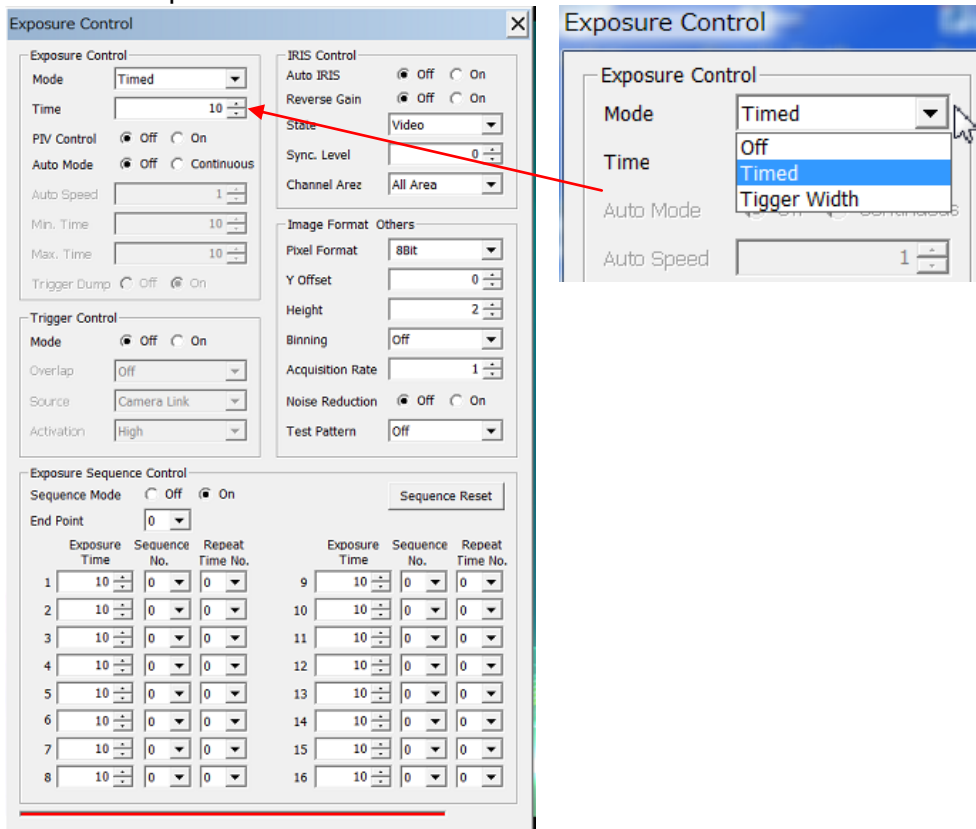 Exposure Control
Exposure Control
Mode Timed
Time 10
PIV Control Off On
Auto Mode Off Continuous
Auto Speed 1
Min. Time 10
Max. Time 10
Trigger Dump Off On
Trigger Control
Mode Off On
Overlap Off
Source Camera Link
Activation High
IRIS Control
Auto IRIS Off On
Reverse Gain Off On
State Video
Sync. Level 0
Channel Arez All Area
Image Format Others
Pixel Format 8Bit
Y Offset 0
Height 2
Binning Off
Acquisition Rate 1
Noise Reduction Off On
Test Pattern Off
Exposure Sequence Control
Sequence Mode Off On Sequence Reset
End Point 0
Exposure Sequence Repeat Exposure Sequence Repeat
Time No. Time No. Time No. Time No.
1 10 0 0 9 10 0 0
2 10 0 0 10 10 0 0
3 10 0 0 11 10 0 0
4 10 0 0 12 10 0 0
5 10 0 0 13 10 0 0
6 10 0 0 14 10 0 0
7 10 0 0 15 10 0 0
8 10 0 0 16 10 0 0
Exposure Control
Exposure Control
Mode Timed
Off
Time Timed
Tigger Width
Auto Mode
Auto Speed 1